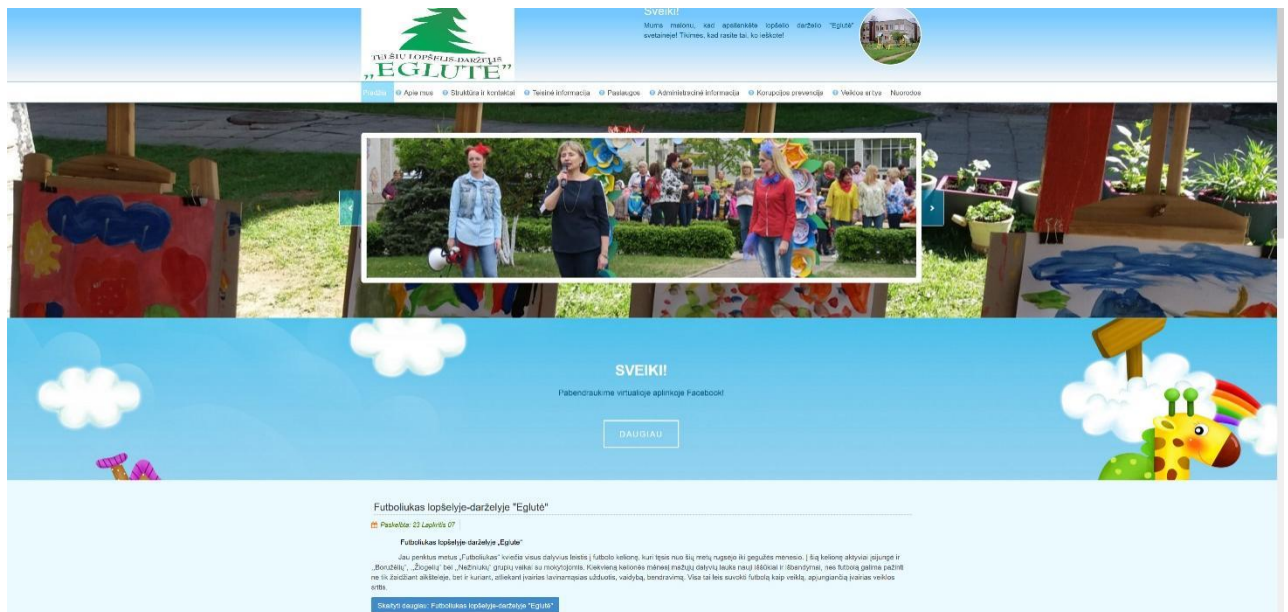 TELŠIŲ LOPŠELIS-DARŽELIS
„EGLUTĖ”
Sveiki!
Mums malonu, kad apsilankėte lopšelio darželio "Eglutė"
svetainėje! Tikimės, kad rasite tai, ko ieškote!
Pradžia Apie mus Struktūra ir kontaktai Teisinė informacija Paslaugos Administracinė informacija Korupcijos prevencija Veiklos sritys Nuorodos
SVEIKI!
Pabendraukime virtualioje aplinkoje Facebook!
DAUGIAU
Futboliukas lopšelyje-darželyje "Eglutė"
Paskelbta: 23 Lapkritis 07
Futboliukas lopšelyje-darželyje „Eglutė“
Jau penktus metus „Futboliukas“ kviečia visus dalyvius leistis į futbolo kelionę, kuri tęsis nuo šių metų rugsėjo iki gegužės mėnesio. Į šią kelionę aktyviai įsijungė ir
„Boružėlių“, „Žiogelių“ bei „Nežiniukų“ grupių vaikai su mokytojomis. Kiekvieną kelionės mėnesį mažųjų dalyvių lauks nauji iššūkiai ir išbandymai, nes futbolą galima pažinti
ne tik žaidžiant aikštelėje, bet ir kuriant, atliekant įvairias lavinamąsias užduotis, vaidybą, bendravimą. Visa tai leis suvokti futbolą kaip veiklą, apjungiančią įvairias veiklos
sritis.
Skaityti daugiau: Futboliukas lopšelyje-darželyje "Eglutė"